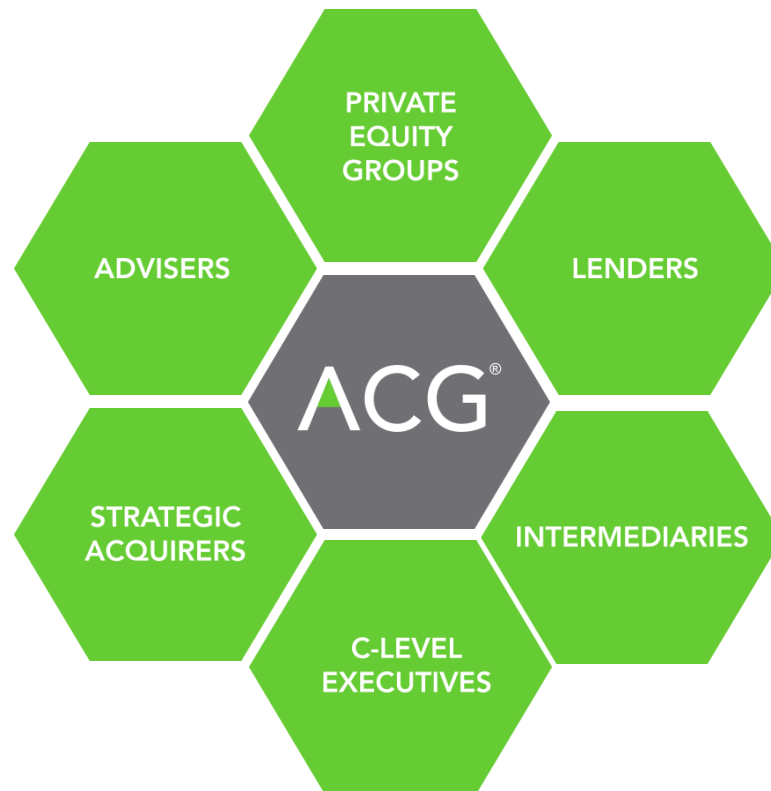 PRIVATE
EQUITY
GROUPS
ADVISERS
LENDERS
ACG®
STRATEGIC
ACQUIRERS
INTERMEDIARIES
C-LEVEL
EXECUTIVES